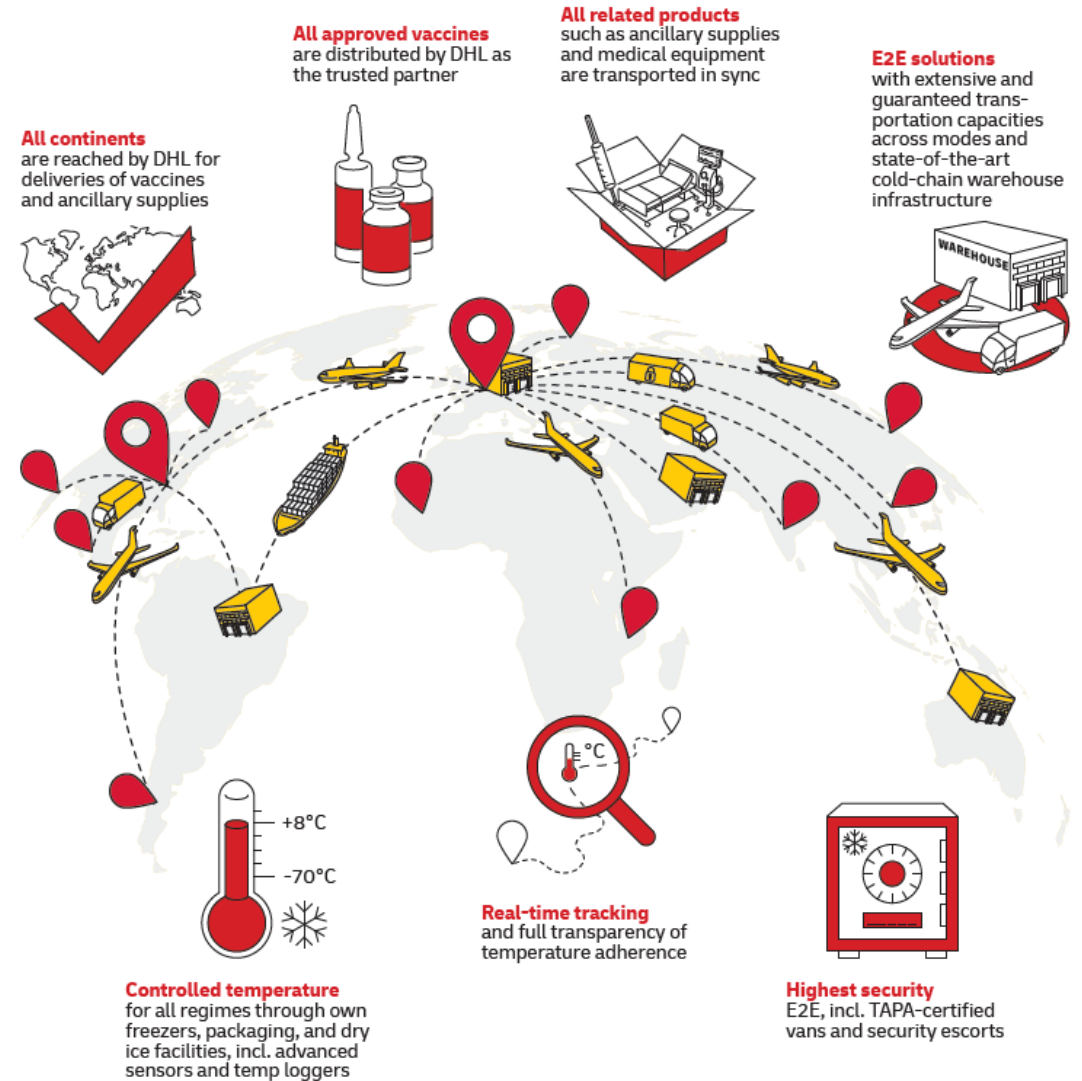 All approved vaccines
are distributed by DHL as
the trusted partner
All related products
such as ancillary supplies
and medical equipment
are transported in sync
E2E solutions
with extensive and
guaranteed trans-
portation capacities
across modes and
state-of-the-art
cold-chain warehouse
infrastructure
All continents
are reached by DHL for
deliveries of vaccines
and ancillary supplies
WAREHOUSE
+8°C
-70°C
°C
Controlled temperature
for all regimes through own
freezers, packaging, and dry
ice facilities, incl. advanced
sensors and temp loggers
Real-time tracking
and full transparency of
temperature adherence
Highest security
E2E, incl. TAPA-certified
vans and security escorts